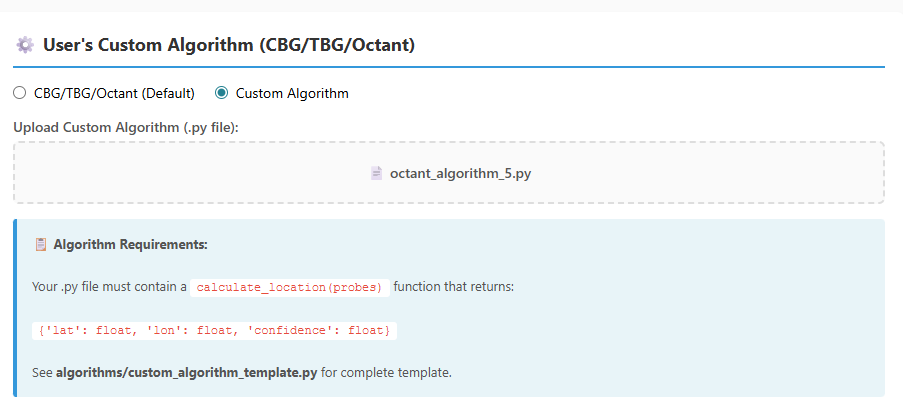 User's Custom Algorithm (CBG/TBG/Octant)
CBG/TBG/Octant (Default) Custom Algorithm
Upload Custom Algorithm (.py file):
octant_algorithm_5.py
Algorithm Requirements:
Your .py file must contain a calculate_location(probes) function that returns:
{'lat': float, 'lon': float, 'confidence': float}
See algorithms/custom_algorithm_template.py for complete template.